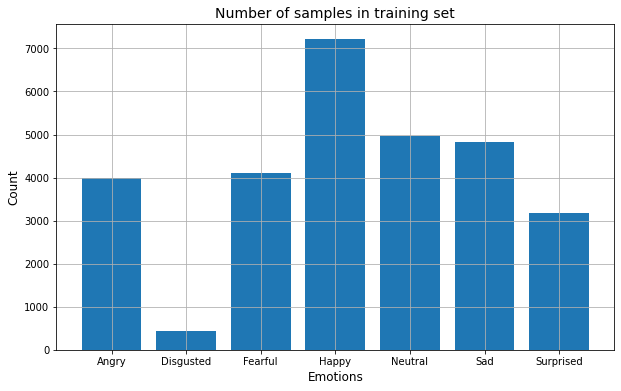 Number of samples in training set
7000
6000
5000
4000
3000
2000
1000
0
Count
Angry Disgusted Fearful Happy Neutral Sad Surprised
Emotions